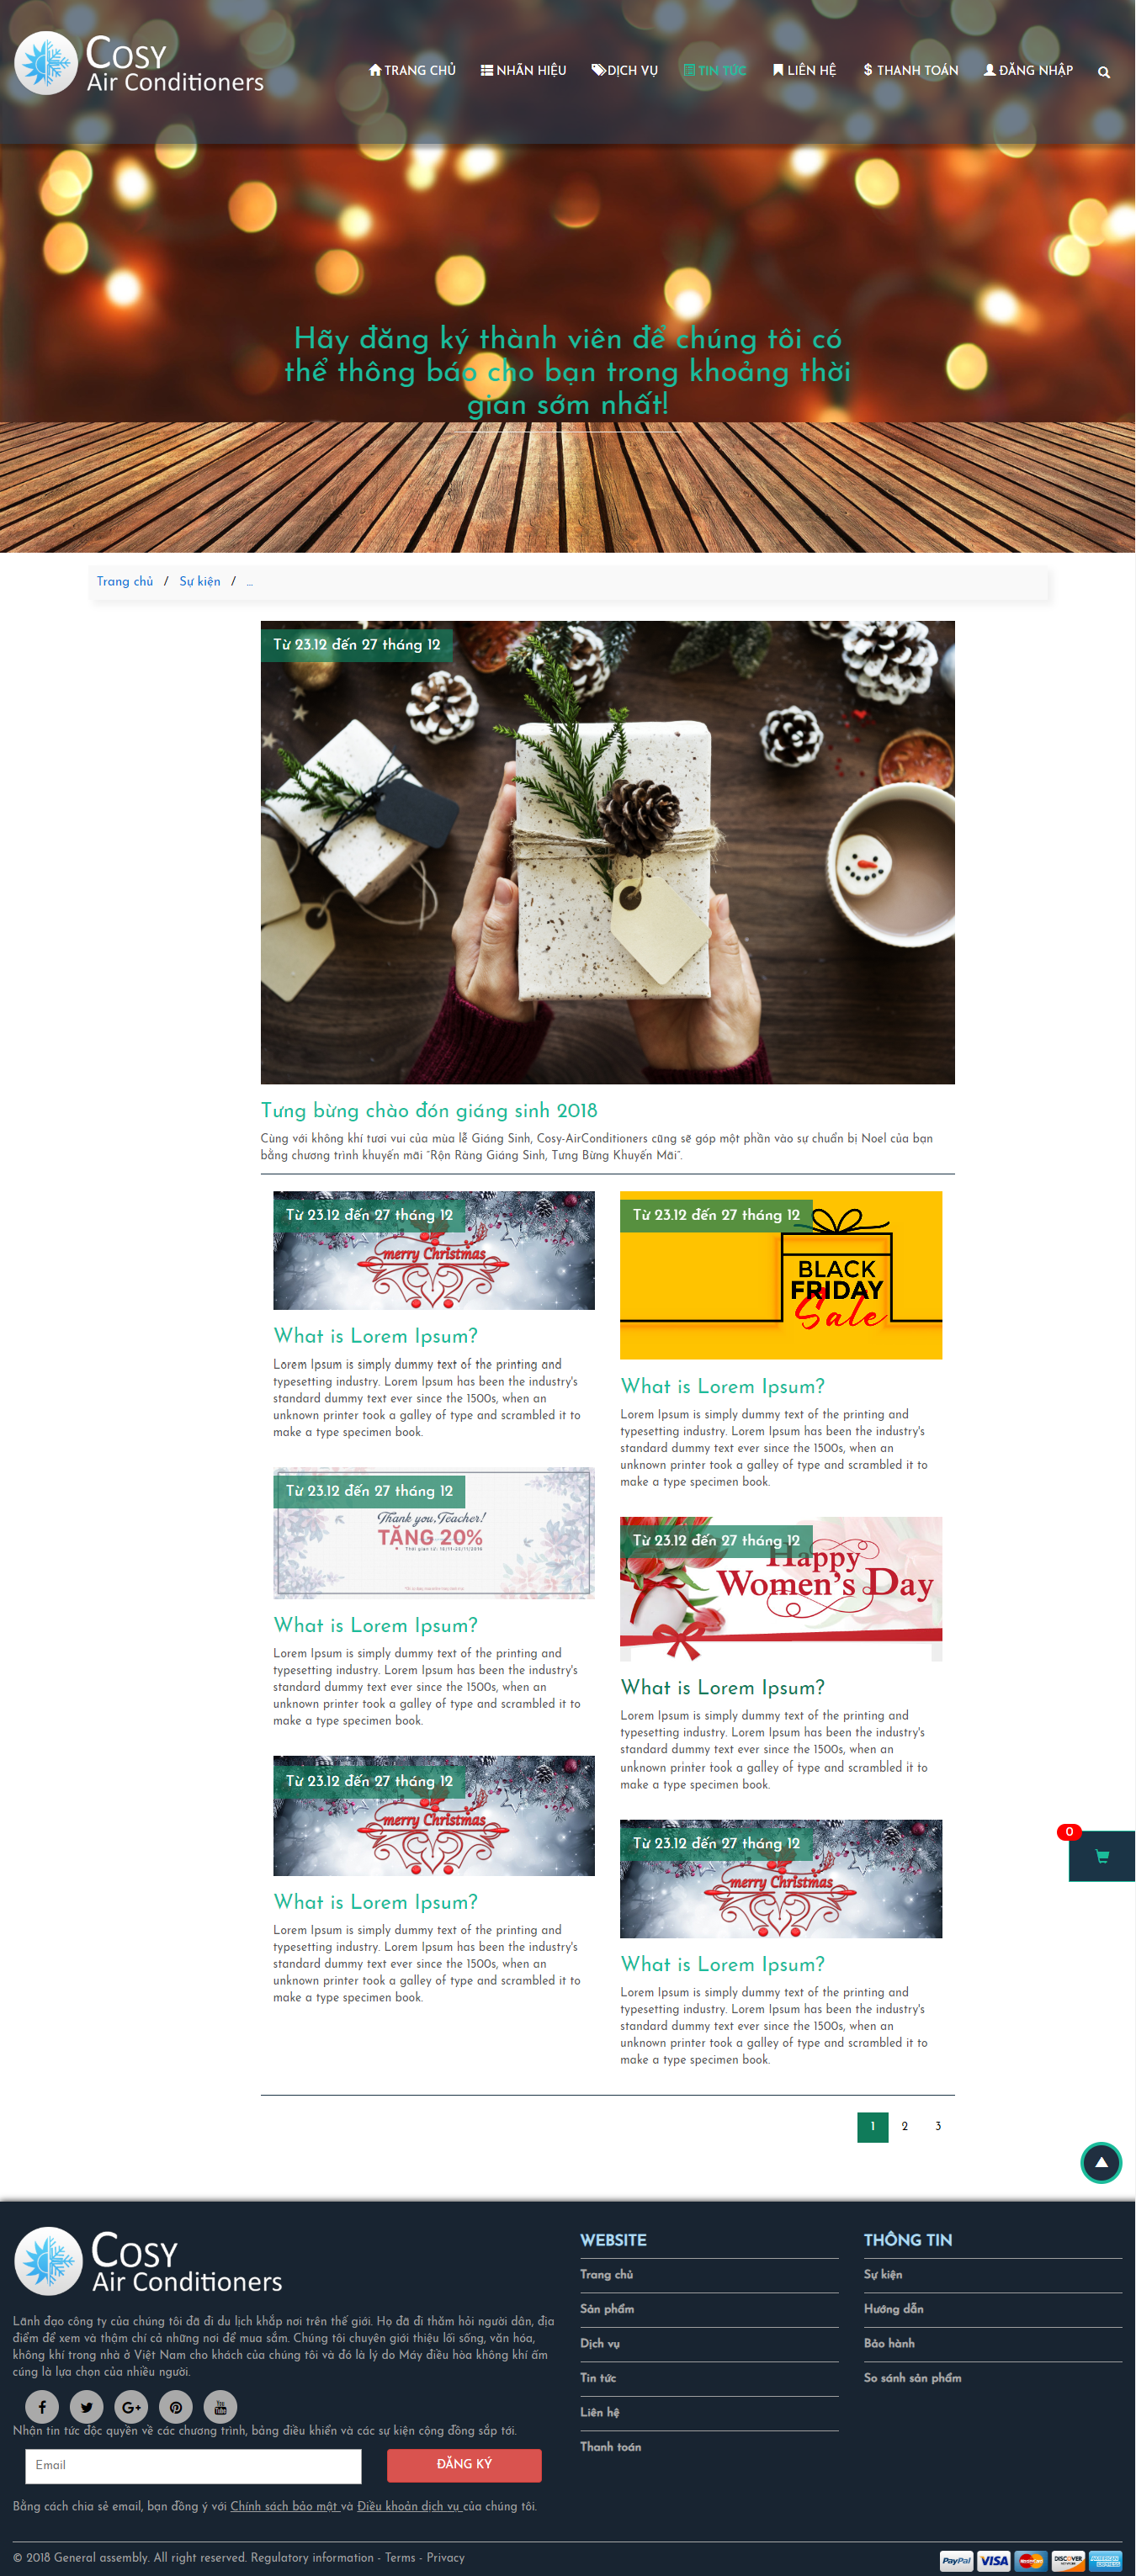 Cosy
Air Conditioners
TRANG CHỦ NHÃN HIỆU DỊCH VỤ TIN TỨC LIÊN HỆ THANH TOÁN ĐĂNG NHẬP
Hãy đăng ký thành viên để chúng tôi có
thể thông báo cho bạn trong khoảng thời
gian sớm nhất!
Trang chủ / Sự kiện / ...
Từ 23.12 đến 27 tháng 12
Tưng bừng chào đón giáng sinh 2018
Cùng với không khí tươi vui của mùa lễ Giáng Sinh, Cosy-AirConditioners cũng sẽ góp một phần vào sự chuẩn bị Noel của bạn
bằng chương trình khuyến mãi "Rộn Ràng Giáng Sinh, Tưng Bừng Khuyến Mãi".
Từ 23.12 đến 27 tháng 12
merry Christmas
What is Lorem Ipsum?
Lorem Ipsum is simply dummy text of the printing and
typesetting industry. Lorem Ipsum has been the industry's
standard dummy text ever since the 1500s, when an
unknown printer took a galley of type and scrambled it to
make a type specimen book.
Từ 23.12 đến 27 tháng 12
BLACK
FRIDAY
Sale
What is Lorem Ipsum?
Lorem Ipsum is simply dummy text of the printing and
typesetting industry. Lorem Ipsum has been the industry's
standard dummy text ever since the 1500s, when an
unknown printer took a galley of type and scrambled it to
make a type specimen book.
Từ 23.12 đến 27 tháng 12
Thank you, Teacher!
TẶNG 20%
What is Lorem Ipsum?
Lorem Ipsum is simply dummy text of the printing and
typesetting industry. Lorem Ipsum has been the industry's
standard dummy text ever since the 1500s, when an
unknown printer took a galley of type and scrambled it to
make a type specimen book.
Từ 23.12 đến 27 tháng 12
Happy
Women's Day
What is Lorem Ipsum?
Lorem Ipsum is simply dummy text of the printing and
typesetting industry. Lorem Ipsum has been the industry's
standard dummy text ever since the 1500s, when an
unknown printer took a galley of type and scrambled it to
make a type specimen book.
Từ 23.12 đến 27 tháng 12
merry Christmas
What is Lorem Ipsum?
Lorem Ipsum is simply dummy text of the printing and
typesetting industry. Lorem Ipsum has been the industry's
standard dummy text ever since the 1500s, when an
unknown printer took a galley of type and scrambled it to
make a type specimen book.
Từ 23.12 đến 27 tháng 12
merry Christmas
What is Lorem Ipsum?
Lorem Ipsum is simply dummy text of the printing and
typesetting industry. Lorem Ipsum has been the industry's
standard dummy text ever since the 1500s, when an
unknown printer took a galley of type and scrambled it to
make a type specimen book.
0
1 2 3
Cosy
Air Conditioners
Lãnh đạo công ty của chúng tôi đã đi du lịch khắp nơi trên thế giới. Họ đã đi thăm hỏi người dân, địa
điểm để xem và thậm chí cả những nơi để mua sắm. Chúng tôi chuyên giới thiệu lối sống, văn hóa,
không khí trong nhà ở Việt Nam cho khách của chúng tôi và đó là lý do Máy điều hòa không khí ấm
cúng là lựa chọn của nhiều người.
Nhận tin tức độc quyền về các chương trình, bảng điều khiển và các sự kiện cộng đồng sắp tới.
Email
ĐĂNG KÝ
Bằng cách chia sẻ email, bạn đồng ý với Chính sách bảo mật và Điều khoản dịch vụ của chúng tôi.
WEBSITE
Trang chủ
Sản phẩm
Dịch vụ
Tin tức
Liên hệ
Thanh toán
THÔNG TIN
Sự kiện
Hướng dẫn
Bảo hành
So sánh sản phẩm
© 2018 General assembly. All right reserved. Regulatory information - Terms - Privacy
PayPal VISA MasterCard DISCOVER AMERICAN EXPRESS